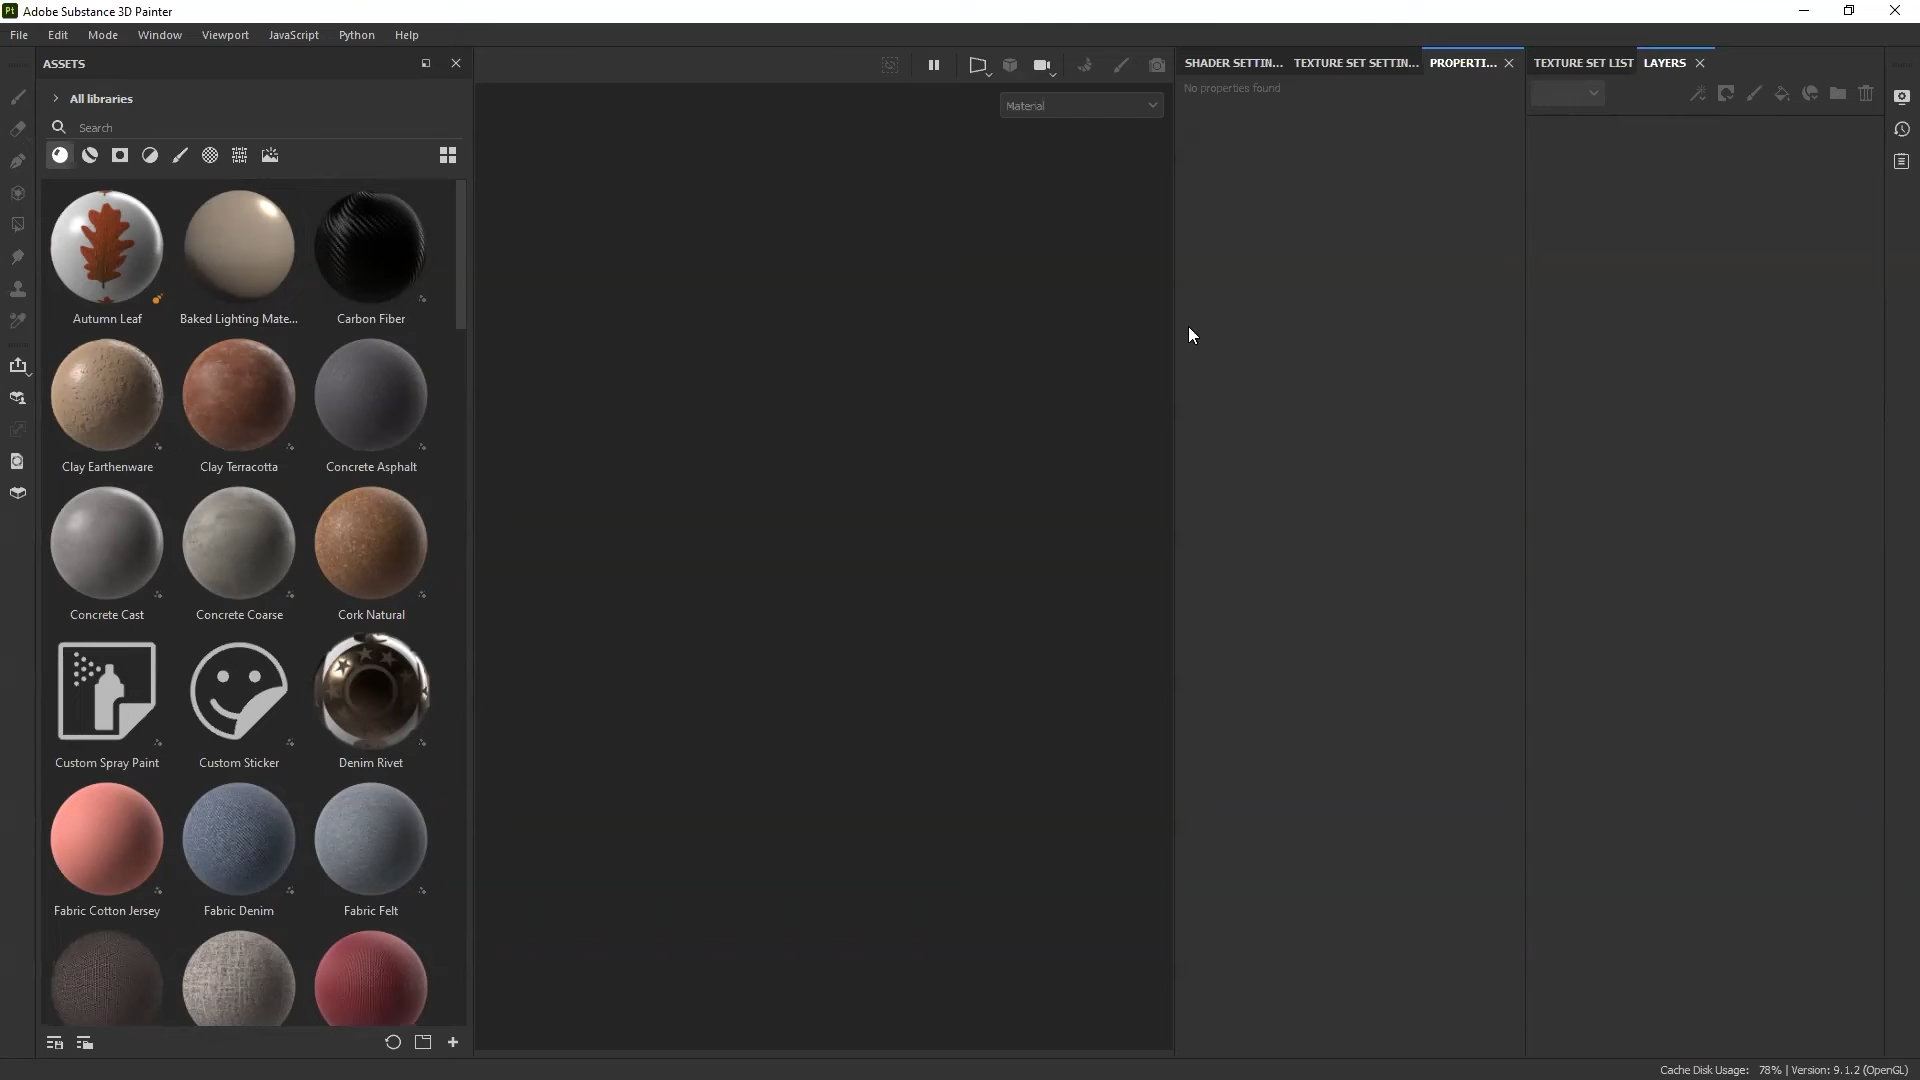 Pt Adobe Substance 3D Painter
File Edit Mode Window Viewport JavaScript Python Help
ASSETS
SHADER SETTIN... TEXTURE SET SETTIN... PROPERTI... TEXTURE SET LIST LAYERS
No properties found
All libraries
Material
Search
Autumn Leaf Baked Lighting Mate... Carbon Fiber
Clay Earthenware Clay Terracotta Concrete Asphalt
Concrete Cast Concrete Coarse Cork Natural
Custom Spray Paint Custom Sticker Denim Rivet
Fabric Cotton Jersey Fabric Denim Fabric Felt
Cache Disk Usage: 78% | Version: 9.1.2 (OpenGL)